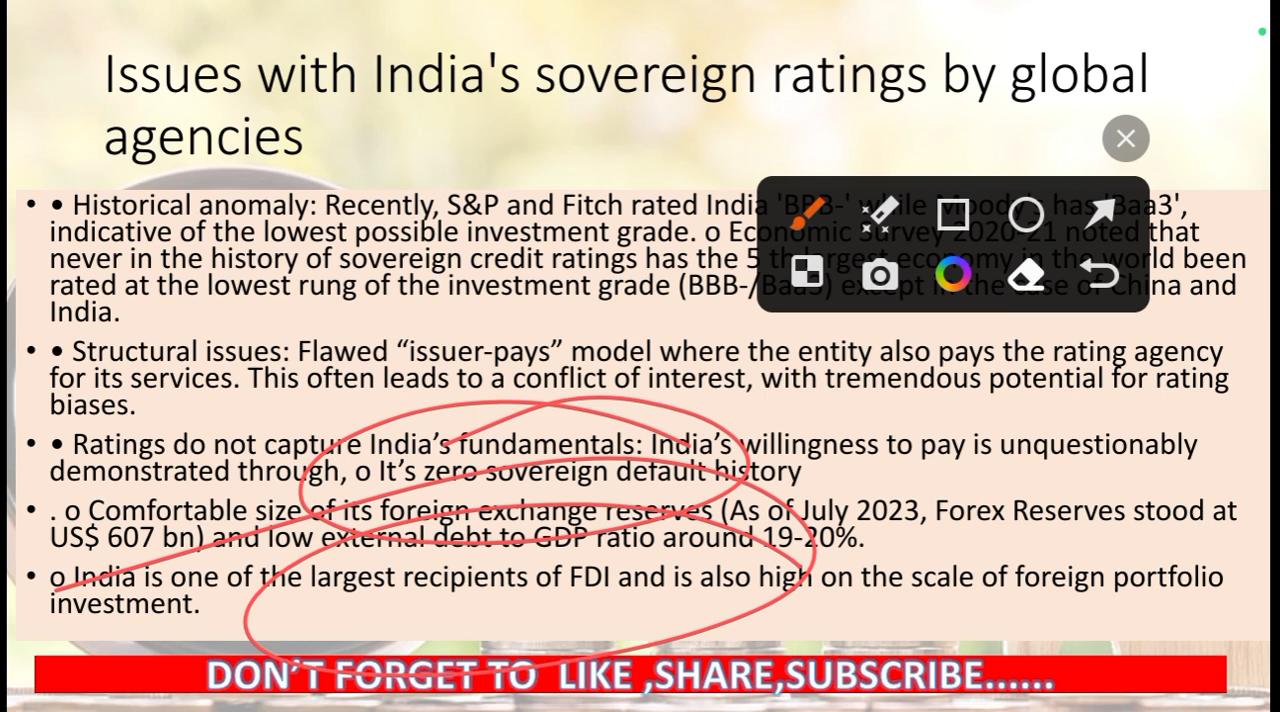 Issues with India's sovereign ratings by global
agencies
• • Historical anomaly: Recently, S&P and Fitch rated India 'BBB-' while Moody's has 'Baa3',
indicative of the lowest possible investment grade. o Economic Survey 2020-21 noted that
never in the history of sovereign credit ratings has the 5 th largest economy in the world been
rated at the lowest rung of the investment grade (BBB-/Baa3) except in the case of China and
India.
• • Structural issues: Flawed “issuer-pays” model where the entity also pays the rating agency
for its services. This often leads to a conflict of interest, with tremendous potential for rating
biases.
• • Ratings do not capture India’s fundamentals: India’s willingness to pay is unquestionably
demonstrated through, o It’s zero sovereign default history
• . o Comfortable size of its foreign exchange reserves (As of July 2023, Forex Reserves stood at
US$ 607 bn) and low external debt to GDP ratio around 19-20%.
• o India is one of the largest recipients of FDI and is also high on the scale of foreign portfolio
investment.
DON’T FORGET TO LIKE ,SHARE,SUBSCRIBE......